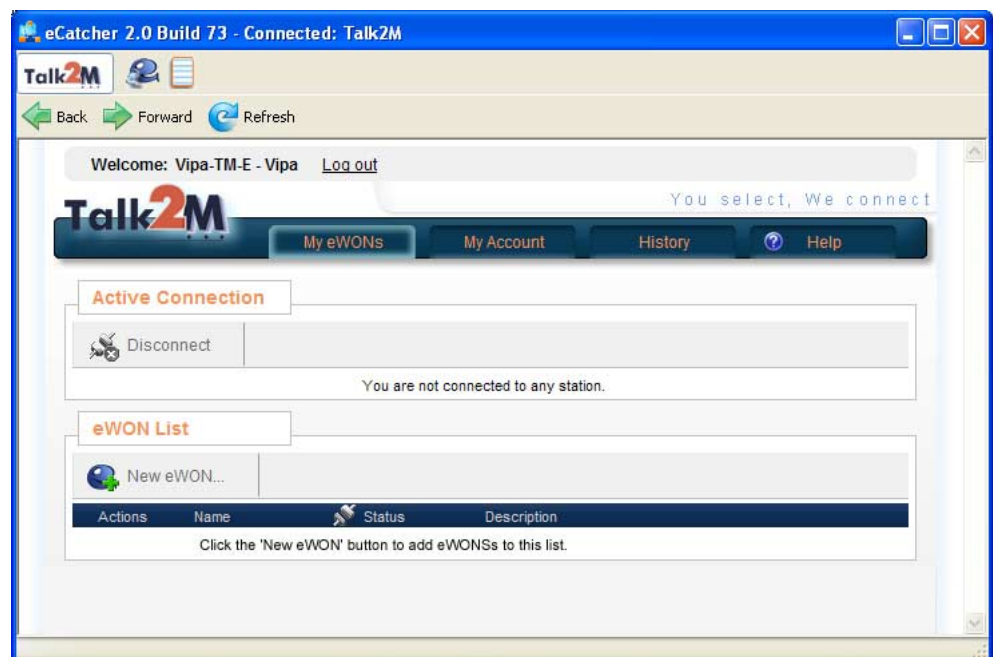 eCatcher 2.0 Build 73 - Connected: Talk2M
Talk2M
Back Forward Refresh
Welcome: Vipa-TM-E - Vipa Log out
Talk2M
You select, We connect
My eWONs My Account History ? Help
Active Connection
Disconnect
You are not connected to any station.
eWON List
New eWON...
Actions Name Status Description
Click the 'New eWON' button to add eWONSs to this list.